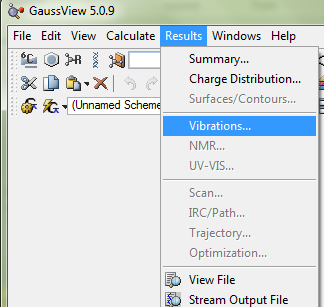 GaussView 5.0.9
File Edit View Calculate Results Windows Help
Summary...
Charge Distribution...
Surfaces/Contours...
(Unnamed Scheme
Vibrations...
NMR...
UV-VIS...
Scan...
IRC/Path...
Trajectory...
Optimization...
View File
Stream Output File